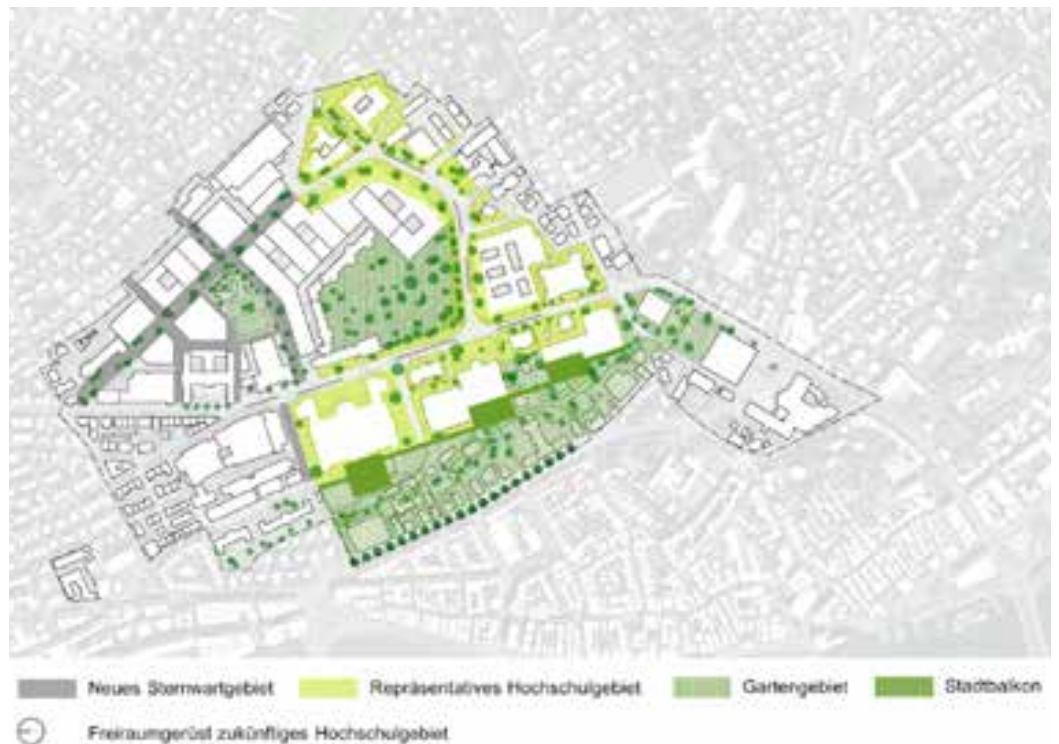 Neues Sternwartgebiet Repräsentatives Hochschulgebiet Gartengebiet Stadtbalkon
Freiraumgerüst zukünftiges Hochschulgebiet